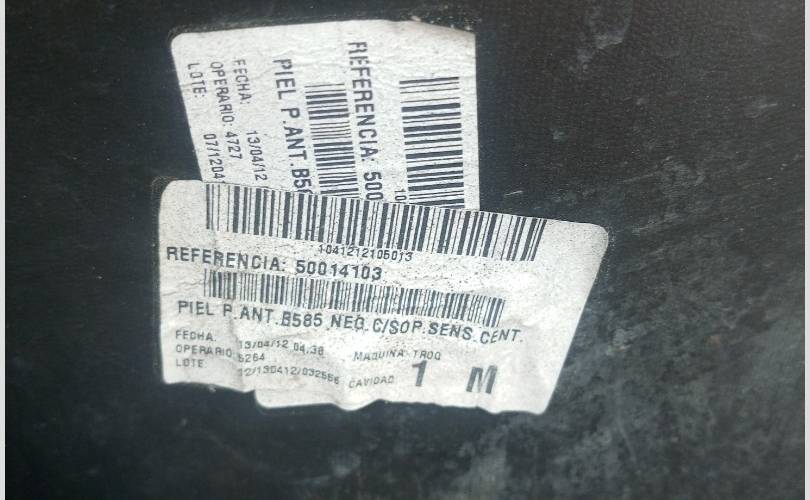 REFERENCIA: 500
PIEL P.ANT.B58
FECHA: 13/04/12
OPERARIO: 4727
LOTE: 07/1204
1041212105013
REFERENCIA: 50014103
PIEL P.ANT.B585 NEG.C/SOP.SENS.CENT.
FECHA: 13/04/12 04.38 MAQUINA: TROQ
OPERARIO 5264
LOTE 12/130412/032556 CAVIDAD 1 M